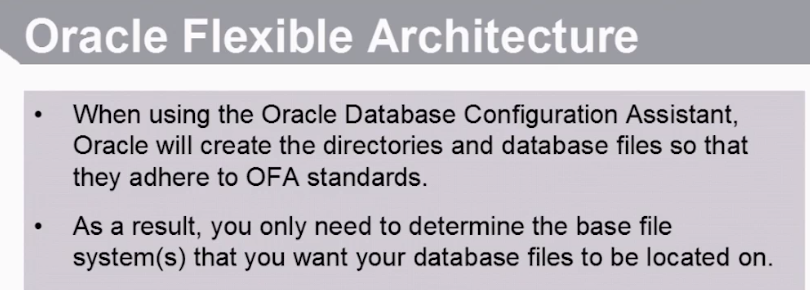 Oracle Flexible Architecture
• When using the Oracle Database Configuration Assistant,
Oracle will create the directories and database files so that
they adhere to OFA standards.
• As a result, you only need to determine the base file
system(s) that you want your database files to be located on.